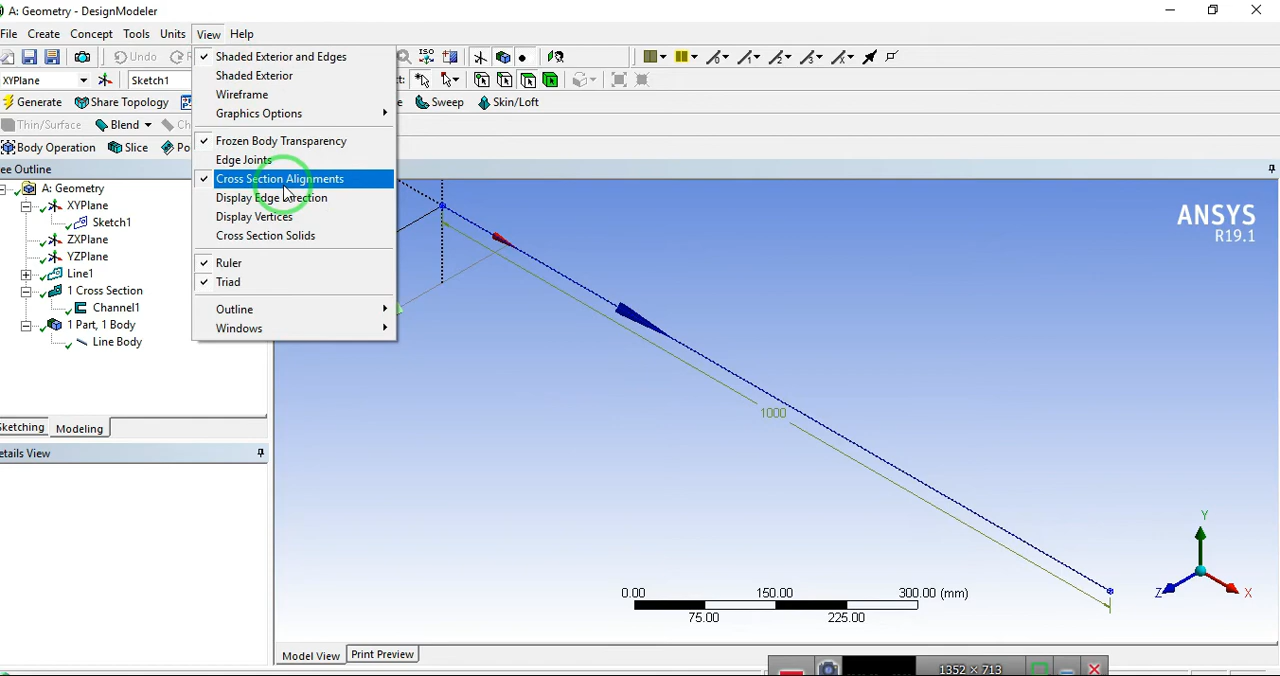 A: Geometry - DesignModeler
File Create Concept Tools Units View Help
Undo
XYPlane Sketch1
Generate Share Topology
Sweep Skin/Loft
Thin/Surface Blend
Body Operation Slice
Shaded Exterior and Edges
Shaded Exterior
Wireframe
Graphics Options
Frozen Body Transparency
Edge Joints
Cross Section Alignments
Display Edge Direction
Display Vertices
Cross Section Solids
Ruler
Triad
Outline
Windows
ee Outline
A: Geometry
XYPlane
Sketch1
ZXPlane
YZPlane
Line1
1 Cross Section
Channel1
1 Part, 1 Body
Line Body
Sketching Modeling
etails View
ANSYS
R19.1
1000
0.00 150.00 300.00 (mm)
75.00 225.00
Y
Z X
Model View Print Preview
1352 × 713